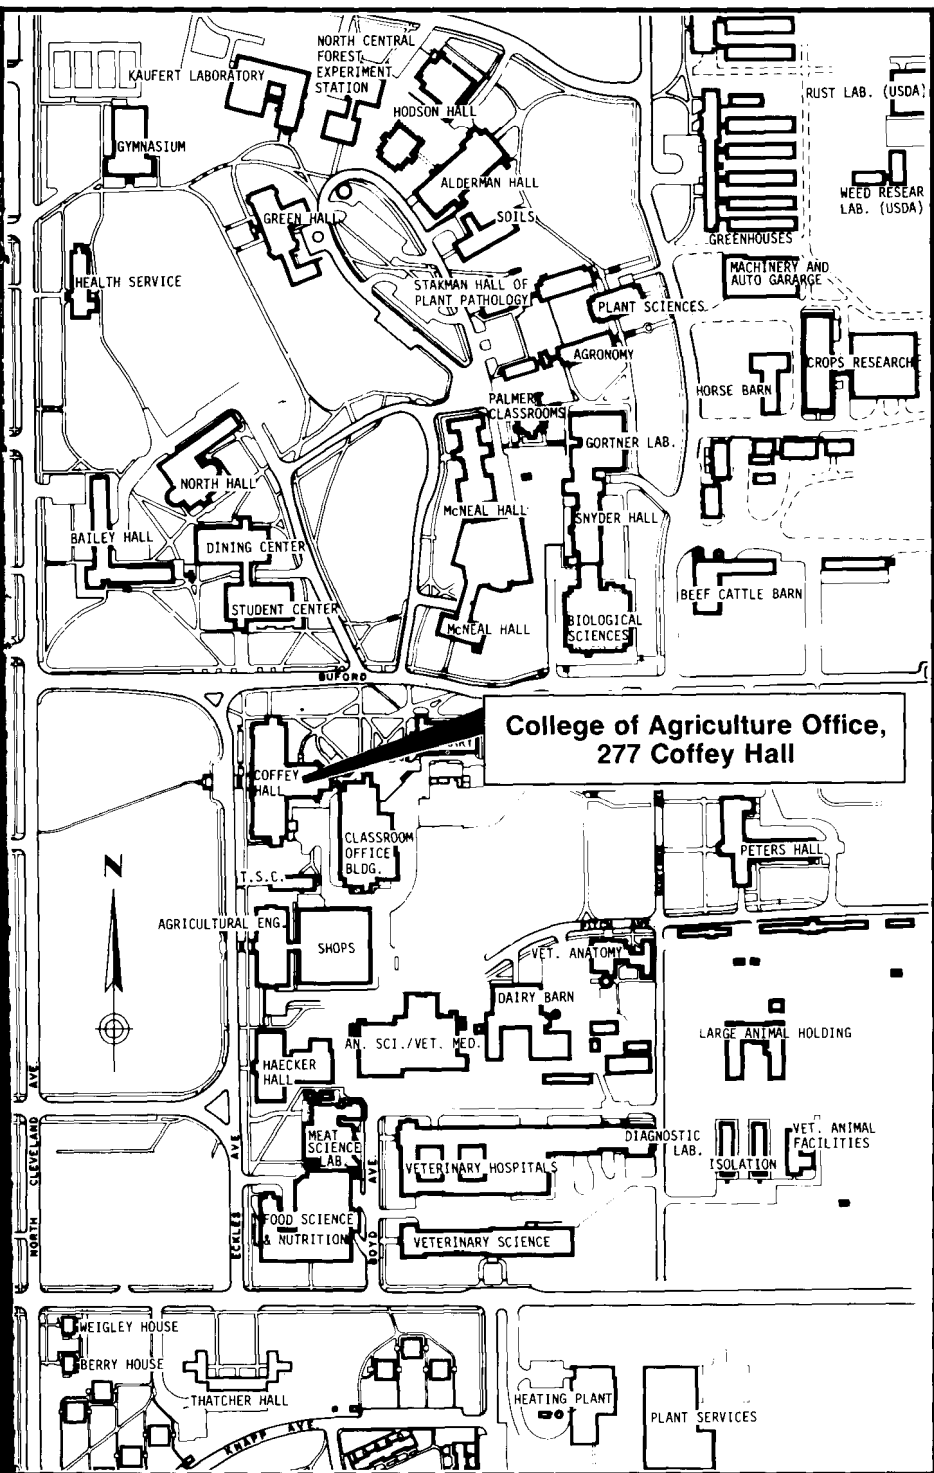 NORTH CENTRAL
FOREST
EXPERIMENT
STATION
KAUFERT LABORATORY
RUST LAB. (USDA)
HODSON HALL
GYMNASIUM
ALDERMAN HALL
WEED RESEAR
LAB. (USDA)
GREEN HALL
SOILS
GREENHOUSES
MACHINERY AND
AUTO GARARGE
HEALTH SERVICE
STAKMAN HALL OF
PLANT PATHOLOGY
PLANT SCIENCES
AGRONOMY
CROPS RESEARCH
HORSE BARN
PALMER
CLASSROOMS
GORTNER LAB.
NORTH HALL
McNEAL HALL
SNYDER HALL
BAILEY HALL
DINING CENTER
BEEF CATTLE BARN
STUDENT CENTER
McNEAL HALL
BIOLOGICAL
SCIENCES
BUFORD
College of Agriculture Office,
277 Coffey Hall
COFFEY
HALL
CLASSROOM
OFFICE
BLDG.
PETERS HALL
N
T.S.C.
AGRICULTURAL ENG.
SHOPS
VET. ANATOMY
DAIRY BARN
LARGE ANIMAL HOLDING
AN. SCI./VET. MED.
HAECKER
HALL
NORTH CLEVELAND AVE.
ECKLES AVE
BOYD AVE.
MEAT
SCIENCE
LAB.
DIAGNOSTIC
LAB.
VET. ANIMAL
FACILITIES
ISOLATION
VETERINARY HOSPITALS
FOOD SCIENCE
& NUTRITION
VETERINARY SCIENCE
WEIGLEY HOUSE
BERRY HOUSE
THATCHER HALL
HEATING PLANT
PLANT SERVICES
KNAPP AVE.